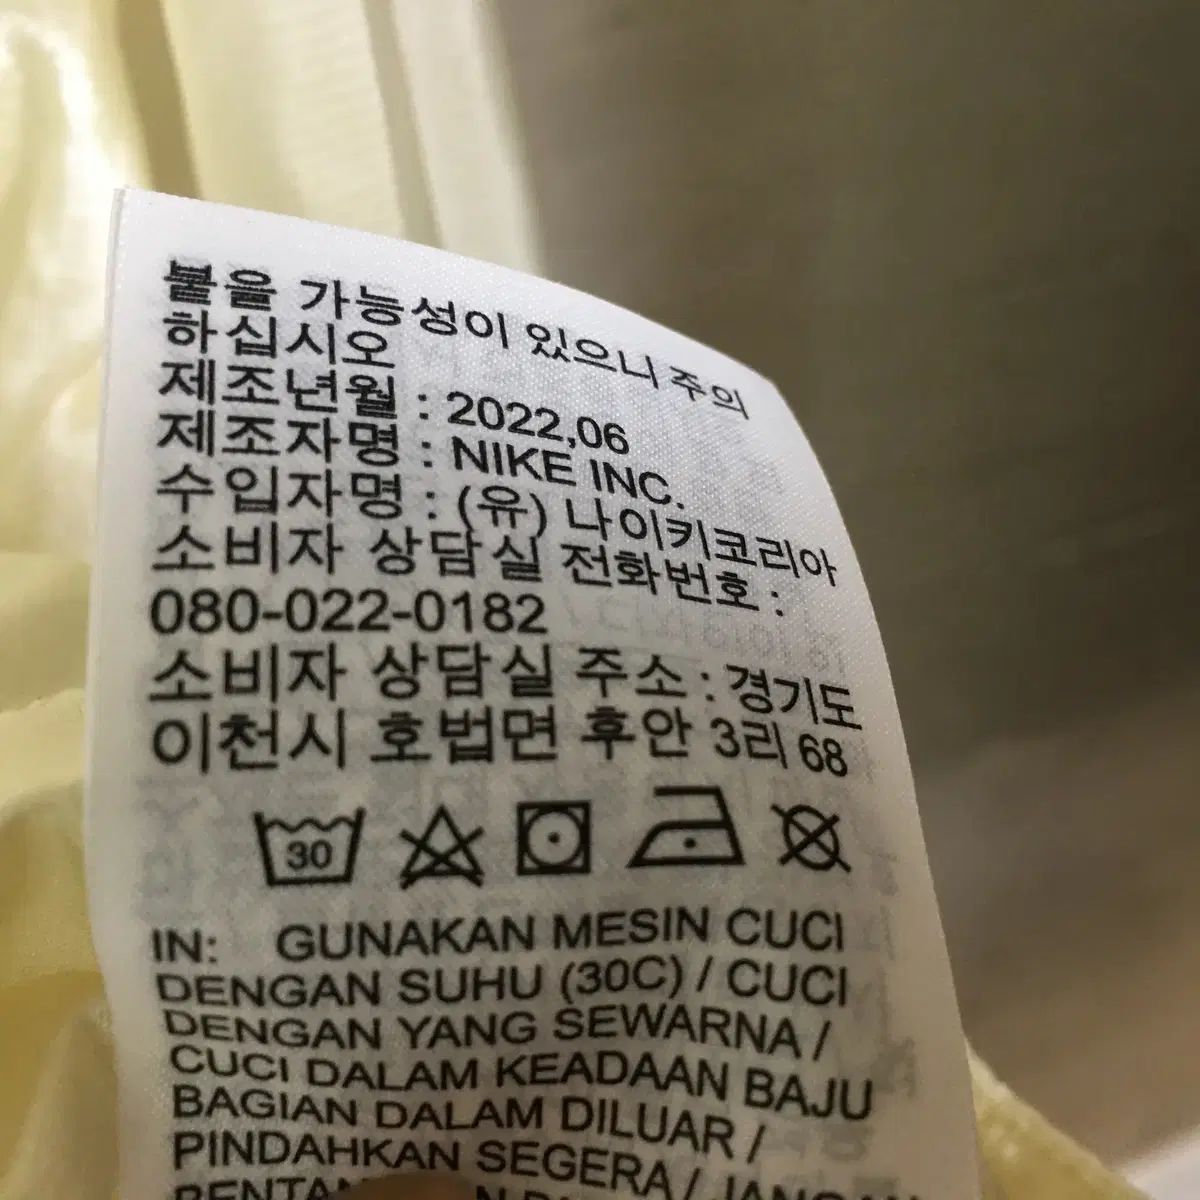 붙을 가능성이 있으니 주의
하십시오
제조년월 : 2022,06
제조자명 : NIKE INC.
수입자명 : (유) 나이키코리아
소비자 상담실 전화번호 :
080-022-0182
소비자 상담실 주소 : 경기도
이천시 호법면 후안 3리 68
30
IN: GUNAKAN MESIN CUCI
DENGAN SUHU (30C) / CUCI
DENGAN YANG SEWARNA /
CUCI DALAM KEADAAN BAJU
BAGIAN DALAM DILUAR /
PINDAHKAN SEGERA / JANGAN